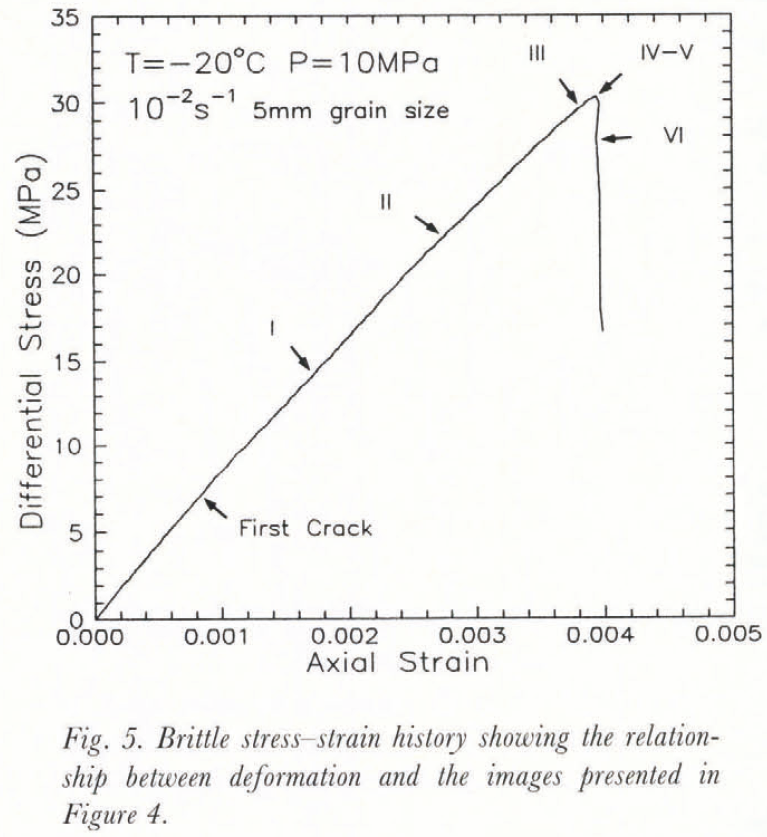 35
30
25
20
15
10
5
0
Differential Stress (MPa)
T=−20°C P=10MPa
10⁻²s⁻¹ 5mm grain size
III
IV−V
VI
II
I
First Crack
0.000 0.001 0.002 0.003 0.004 0.005
Axial Strain
Fig. 5. Brittle stress–strain history showing the relation-
ship between deformation and the images presented in
Figure 4.